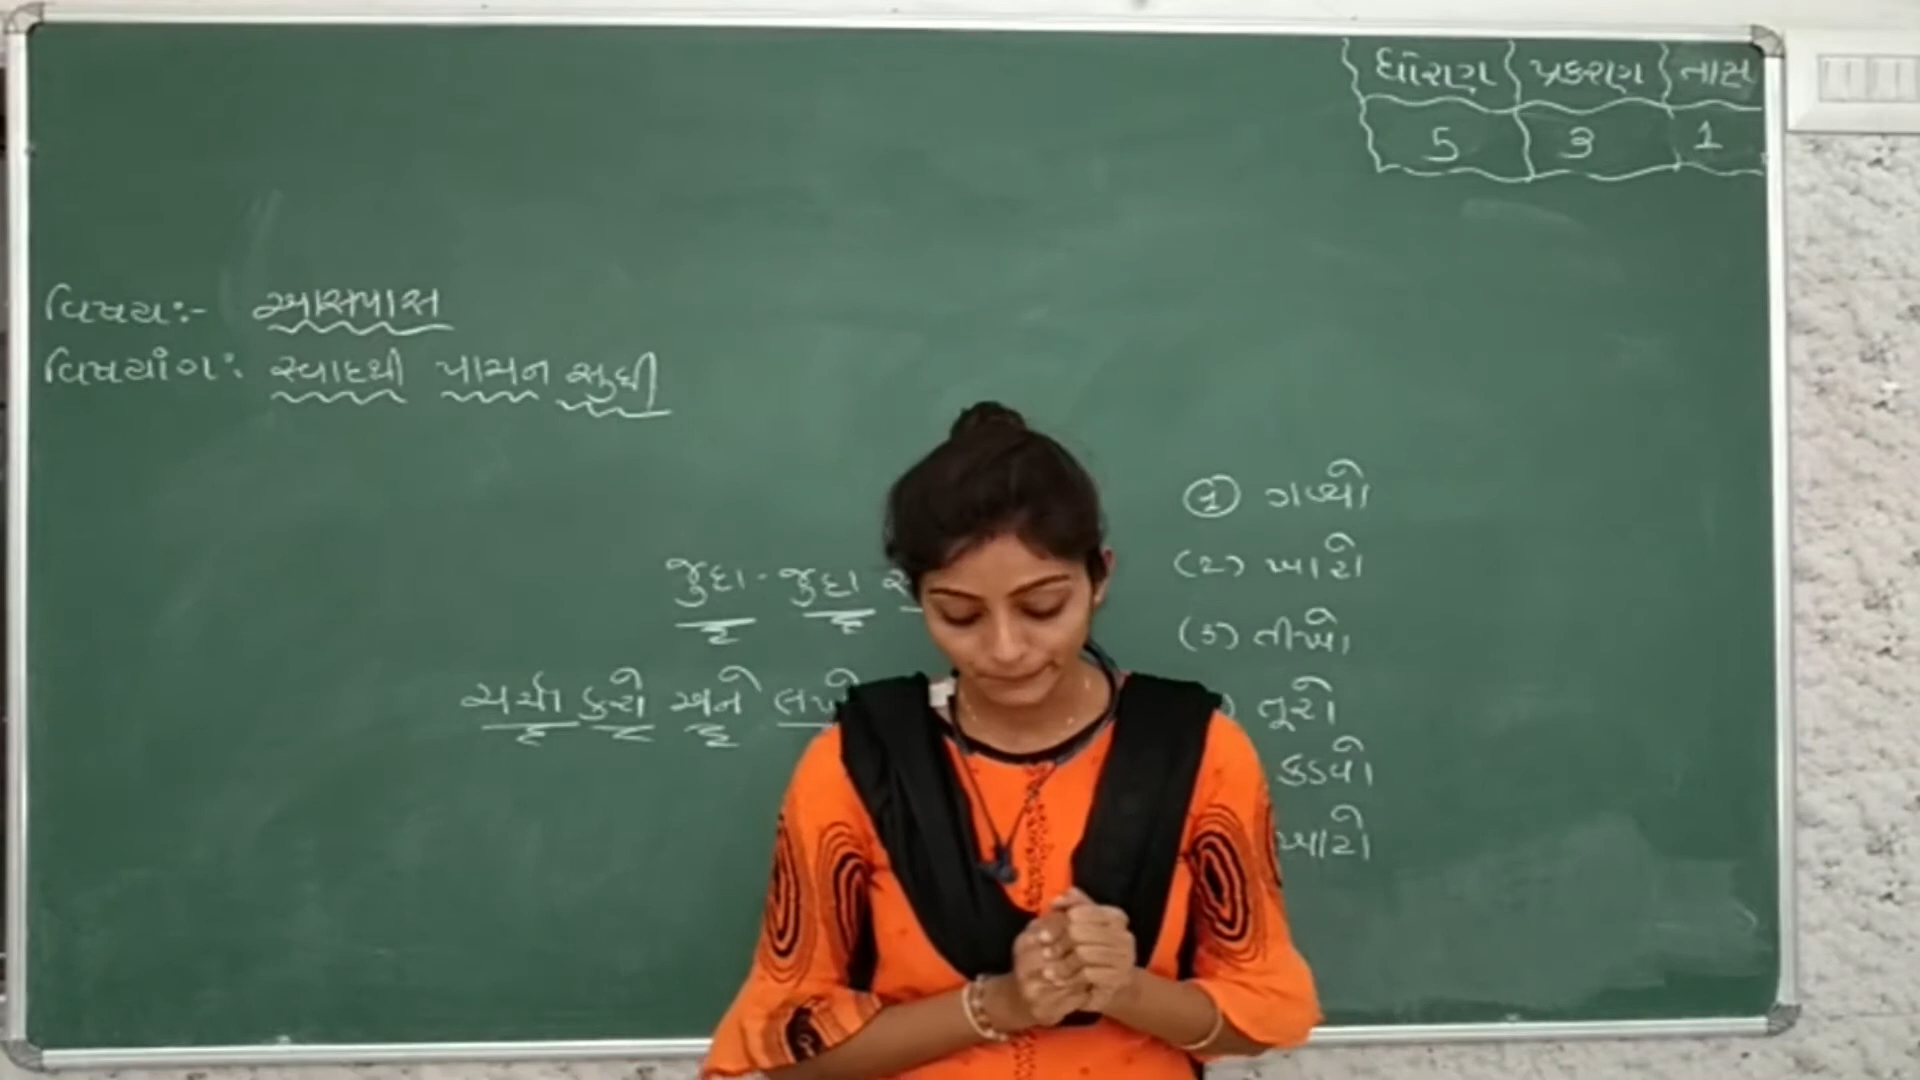 ધોરણ પ્રકરણ તાસ
5 3 1
વિષય:- આસપાસ
વિષયાંગ: સ્વાદથી પાચન સુધી
(1) ગળ્યો
(2) ખારો
(3) તીખો
જુદા-જુદા
તૂરો
ચર્ચા કરો અને
કડવો
ખાટો